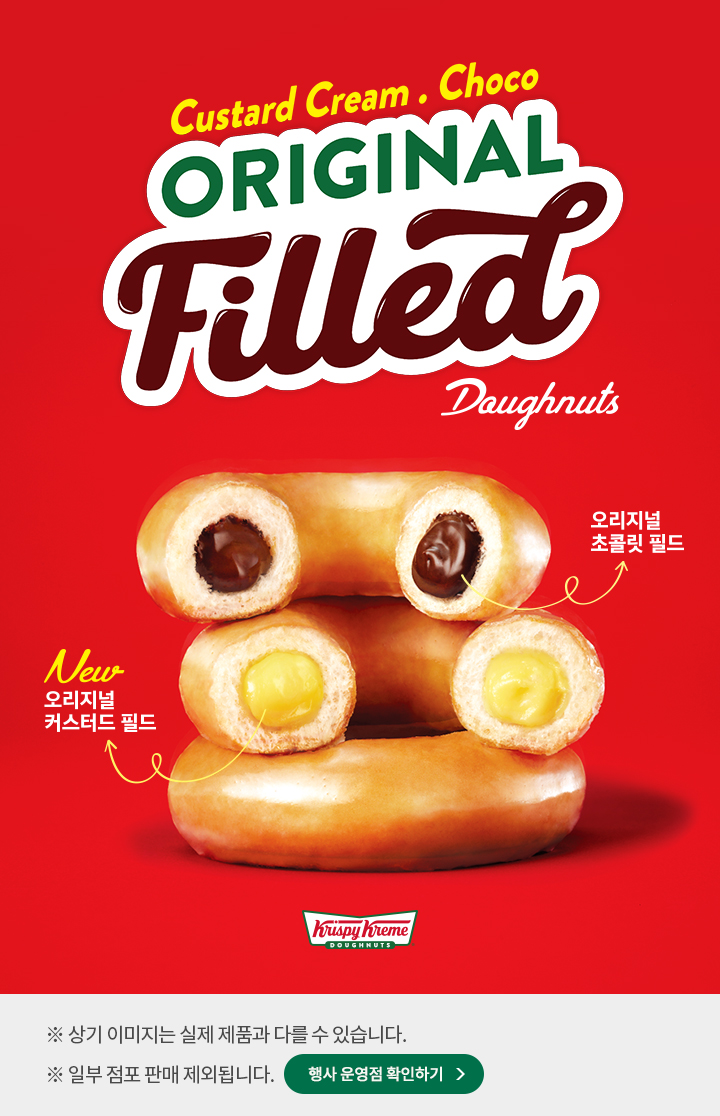 Custard Cream . Choco
ORIGINAL
Filled
Doughnuts
오리지널
초콜릿 필드
New
오리지널
커스터드 필드
Krispy Kreme
DOUGHNUTS
※ 상기 이미지는 실제 제품과 다를 수 있습니다.
※ 일부 점포 판매 제외됩니다. 행사 운영점 확인하기 >